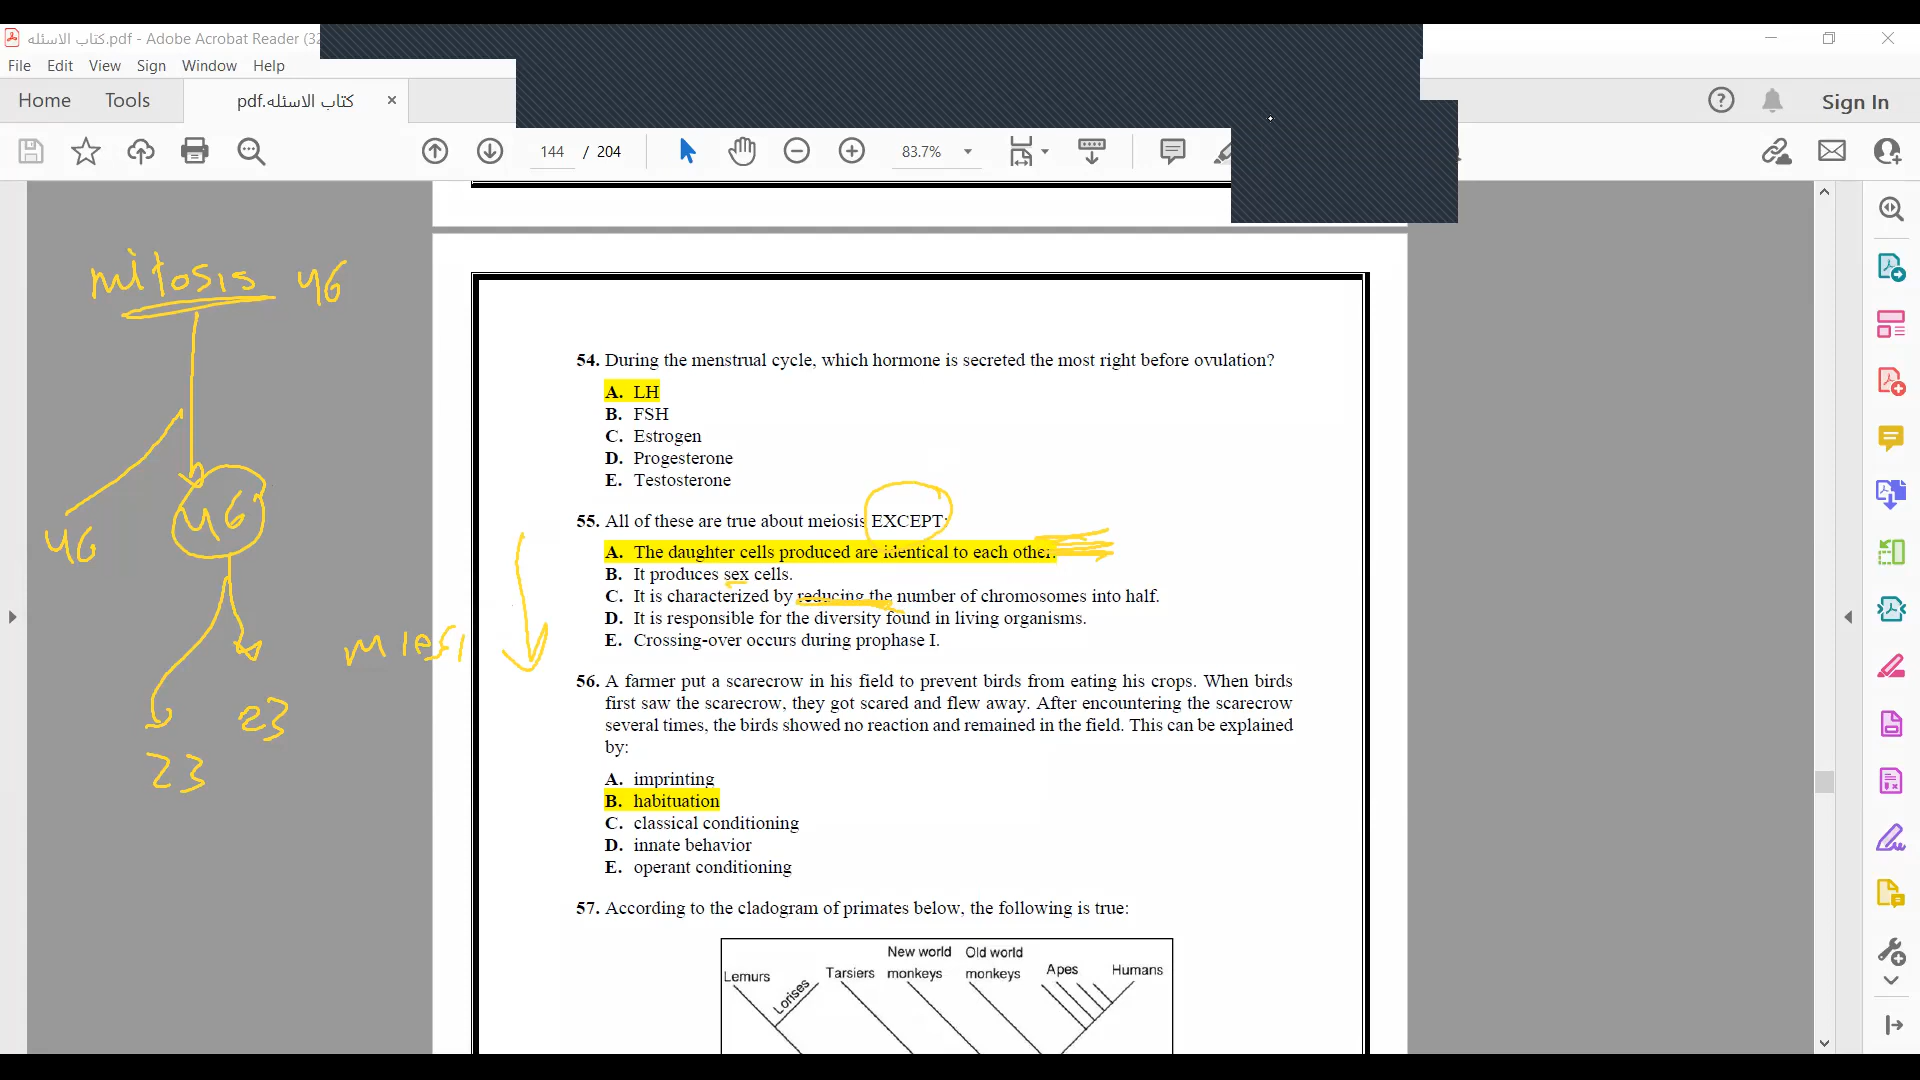 كتاب الاسئله.pdf - Adobe Acrobat Reader (32
File Edit View Sign Window Help
Home Tools كتاب الاسئله.pdf × Sign In
144 / 204 83.7%
mitosis 46
46
46
23
23
54. During the menstrual cycle, which hormone is secreted the most right before ovulation?
A. LH
B. FSH
C. Estrogen
D. Progesterone
E. Testosterone
55. All of these are true about meiosis EXCEPT:
A. The daughter cells produced are identical to each other.
B. It produces sex cells.
C. It is characterized by reducing the number of chromosomes into half.
D. It is responsible for the diversity found in living organisms.
E. Crossing-over occurs during prophase I.
56. A farmer put a scarecrow in his field to prevent birds from eating his crops. When birds
first saw the scarecrow, they got scared and flew away. After encountering the scarecrow
several times, the birds showed no reaction and remained in the field. This can be explained
by:
A. imprinting
B. habituation
C. classical conditioning
D. innate behavior
E. operant conditioning
57. According to the cladogram of primates below, the following is true:
Lemurs
Lorises
Tarsiers
New world
monkeys
Old world
monkeys
Apes
Humans